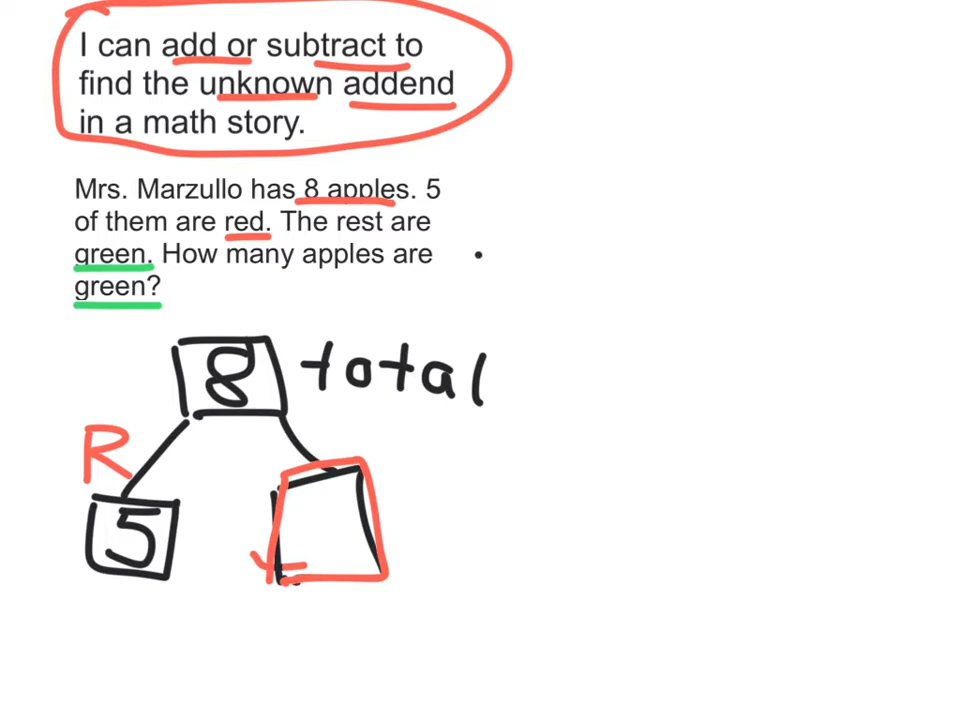 I can add or subtract to
find the unknown addend
in a math story.
Mrs. Marzullo has 8 apples. 5
of them are red. The rest are
green. How many apples are
green?
8 total
R
5